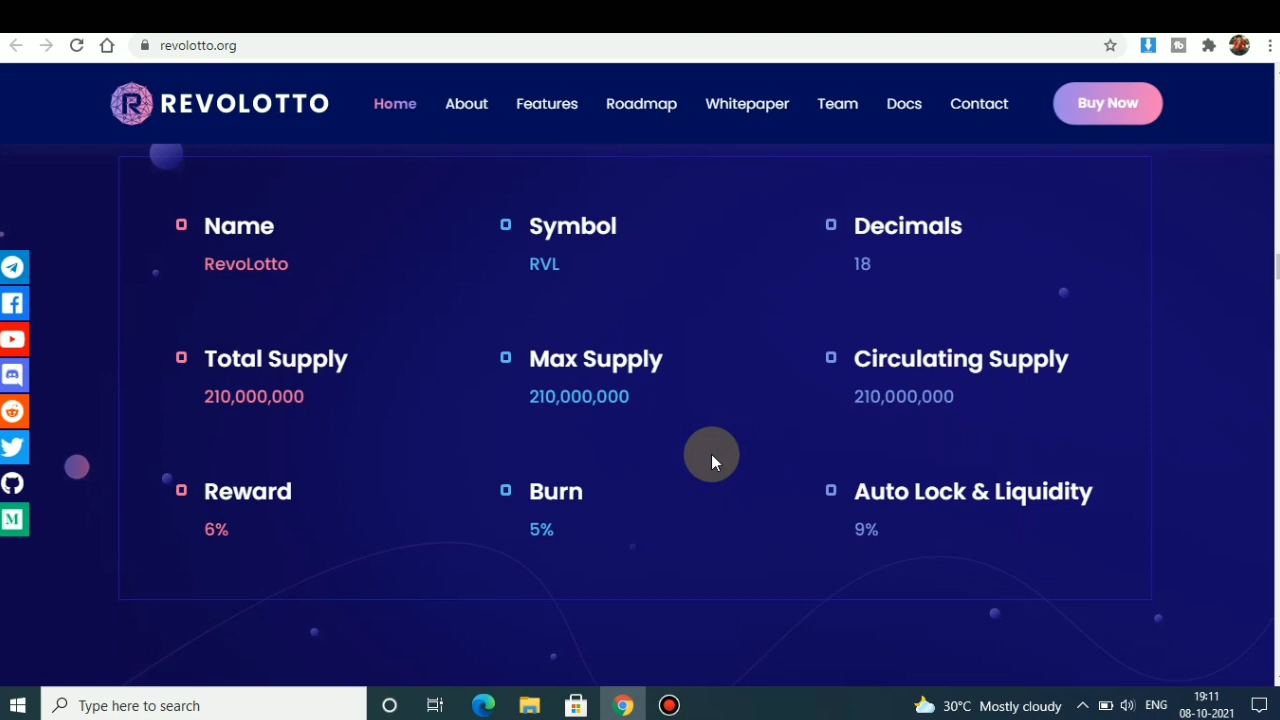 revolotto.org
REVOLOTTO
Home About Features Roadmap Whitepaper Team Docs Contact Buy Now
Name Symbol Decimals
RevoLotto RVL 18
Total Supply Max Supply Circulating Supply
210,000,000 210,000,000 210,000,000
Reward Burn Auto Lock & Liquidity
6% 5% 9%
Type here to search
30°C Mostly cloudy
ENG
19:11
08-10-2021